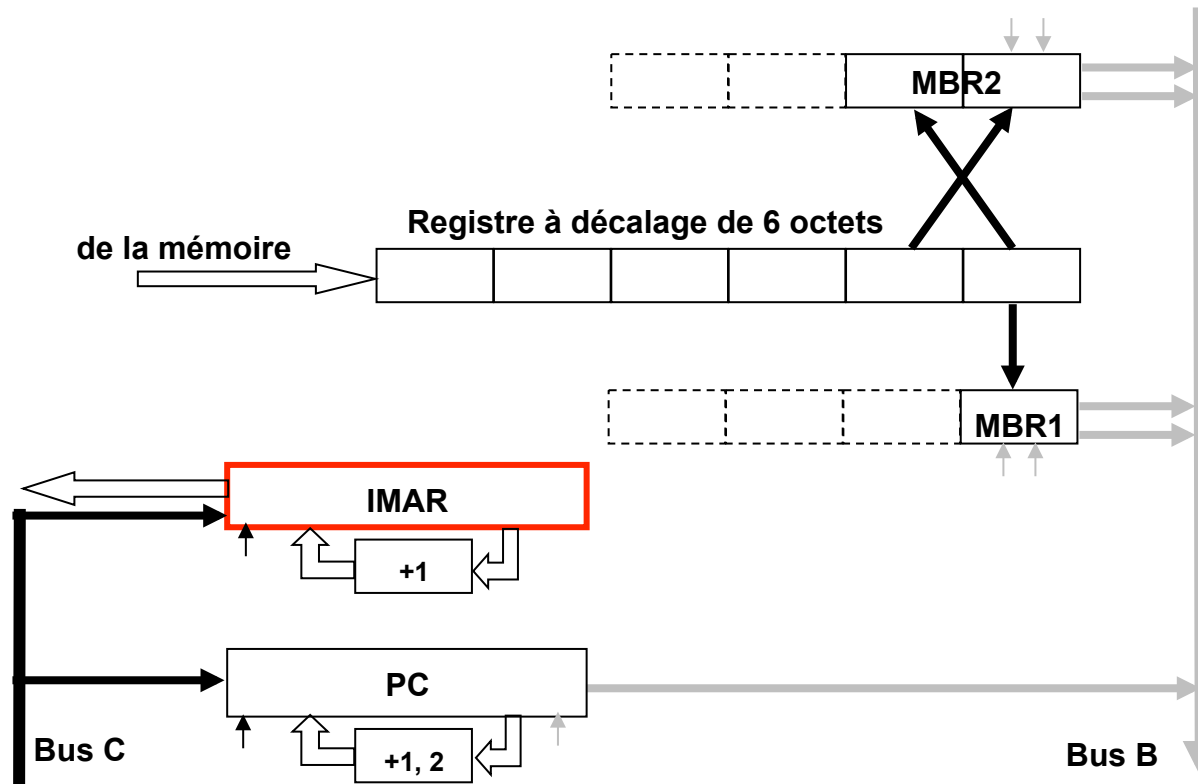 MBR2
Registre à décalage de 6 octets
de la mémoire
MBR1
IMAR
+1
PC
+1, 2
Bus C
Bus B